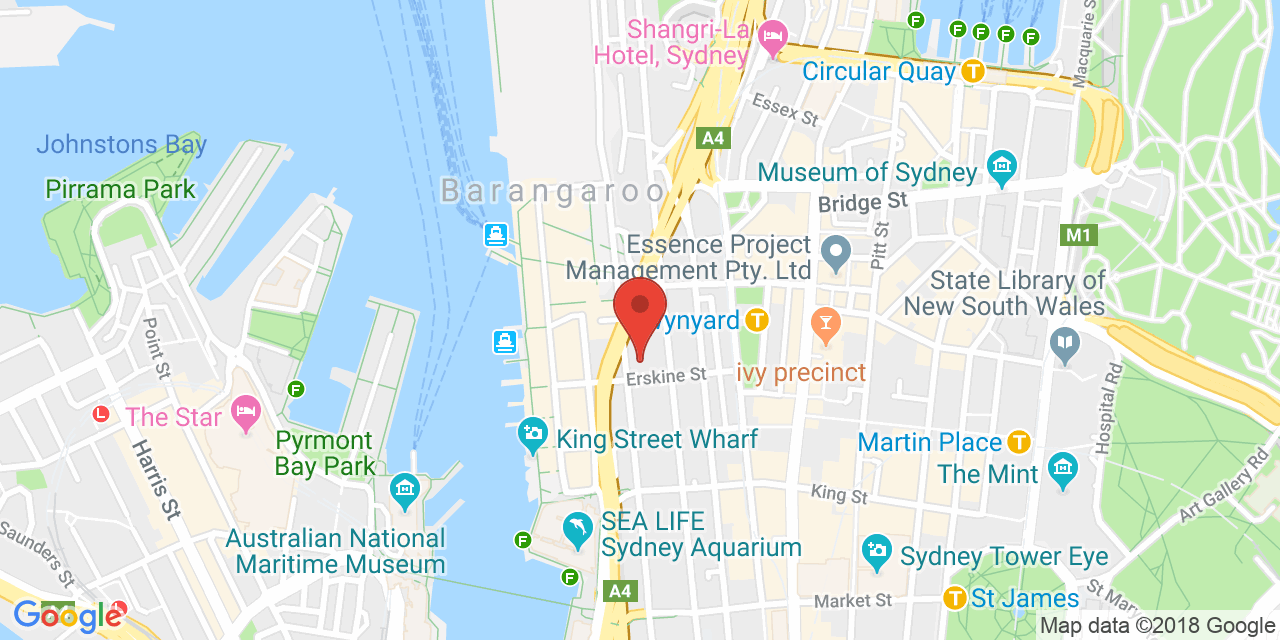 Shangri-La
Hotel, Sydney
Circular Quay
T
Macquarie St
F
F
F
F
F
Essex St
A4
Johnstons Bay
Pirrama Park
Barangaroo
Museum of Sydney
Bridge St
M1
Pitt St
Essence Project
Management Pty. Ltd
State Library of
New South Wales
ynyard
T
Point St
Erskine St
ivy precinct
Hospital Rd
F
L
The Star
Pyrmont
Bay Park
King Street Wharf
Martin Place
T
The Mint
Harris St
King St
Art Gallery Rd
Australian National
Maritime Museum
F
SEA LIFE
Sydney Aquarium
Sydney Tower Eye
Saunders St
F
A4
Market St
T
St James
St Mar
Google
Map data ©2018 Google